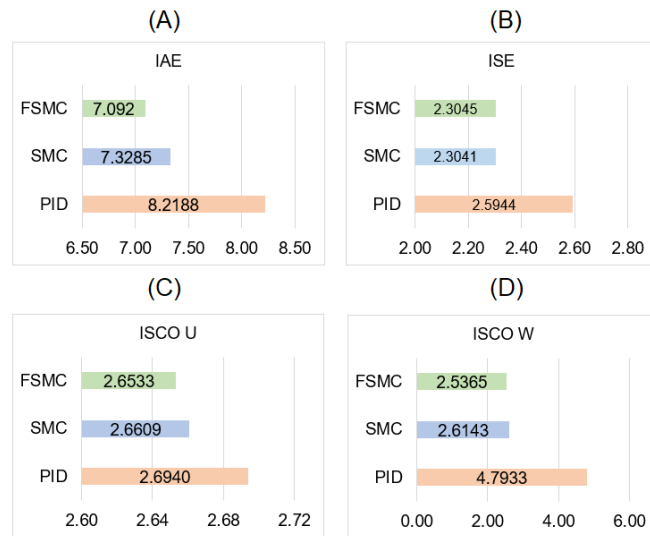 (A)
IAE
FSMC 7.092
SMC 7.3285
PID 8.2188
6.50 7.00 7.50 8.00 8.50
(B)
ISE
FSMC 2.3045
SMC 2.3041
PID 2.5944
2.00 2.20 2.40 2.60 2.80
(C)
ISCO U
FSMC 2.6533
SMC 2.6609
PID 2.6940
2.60 2.64 2.68 2.72
(D)
ISCO W
FSMC 2.5365
SMC 2.6143
PID 4.7933
0.00 2.00 4.00 6.00